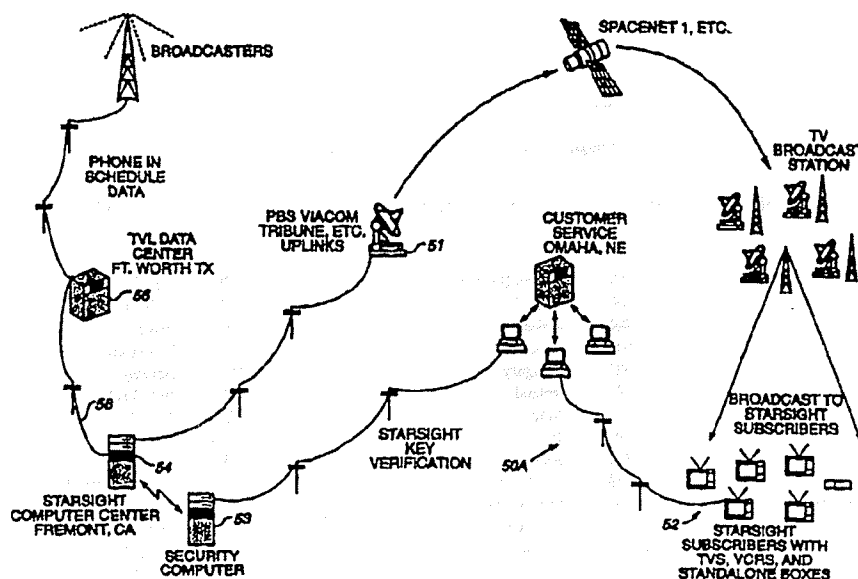 BROADCASTERS
SPACENET 1, ETC.
TV
BROADCAST
STATION
PHONE IN
SCHEDULE
DATA
PBS VIACOM
TRIBUNE, ETC.
UPLINKS
51
CUSTOMER
SERVICE
OMAHA, NE
TVL DATA
CENTER
FT. WORTH TX
56
58
54
STARSIGHT
COMPUTER CENTER
FREMONT, CA
53
SECURITY
COMPUTER
STARSIGHT
KEY
VERIFICATION
50A
BROADCAST TO
STARSIGHT
SUBSCRIBERS
52
STARSIGHT
SUBSCRIBERS WITH
TVS, VCRS, AND
STANDALONE BOXES